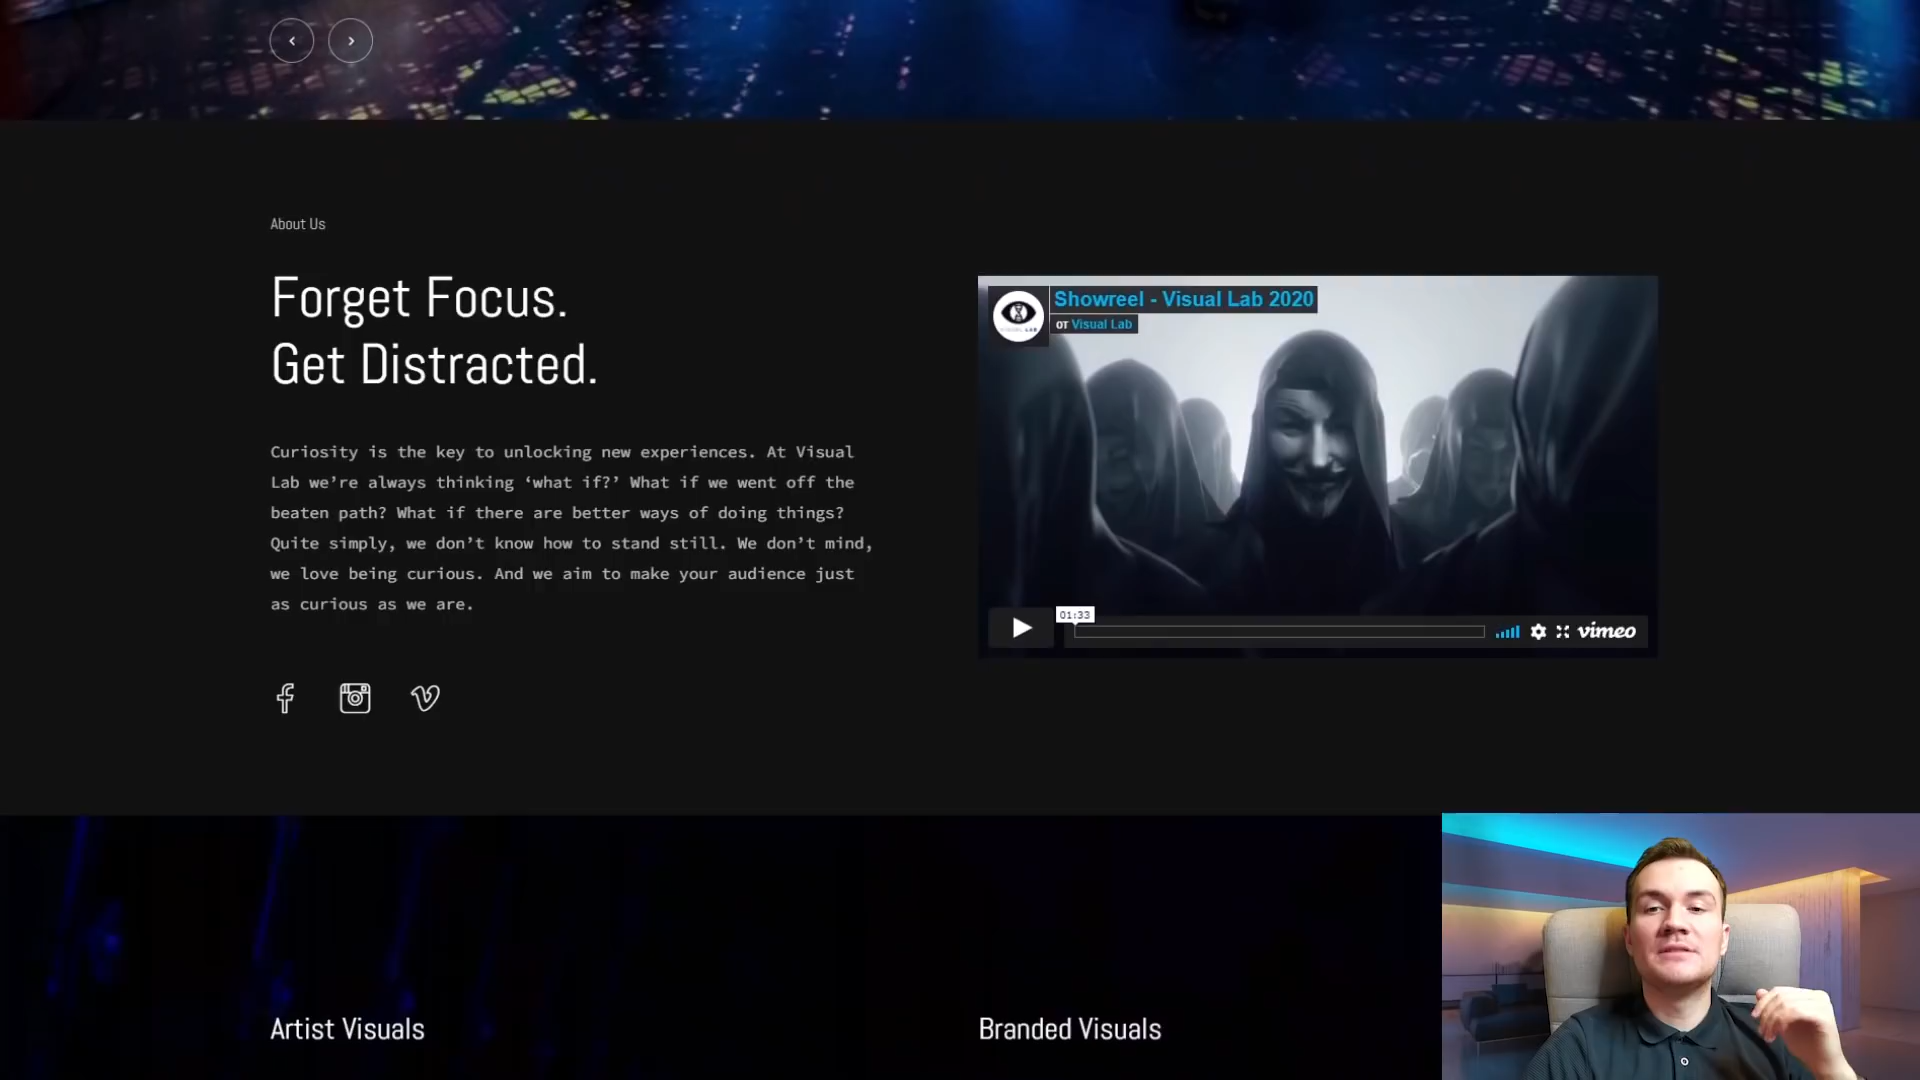 About Us
Forget Focus.
Get Distracted.
Curiosity is the key to unlocking new experiences. At Visual
Lab we’re always thinking ‘what if?’ What if we went off the
beaten path? What if there are better ways of doing things?
Quite simply, we don’t know how to stand still. We don’t mind,
we love being curious. And we aim to make your audience just
as curious as we are.
Showreel - Visual Lab 2020
от Visual Lab
01:33
vimeo
Artist Visuals
Branded Visuals